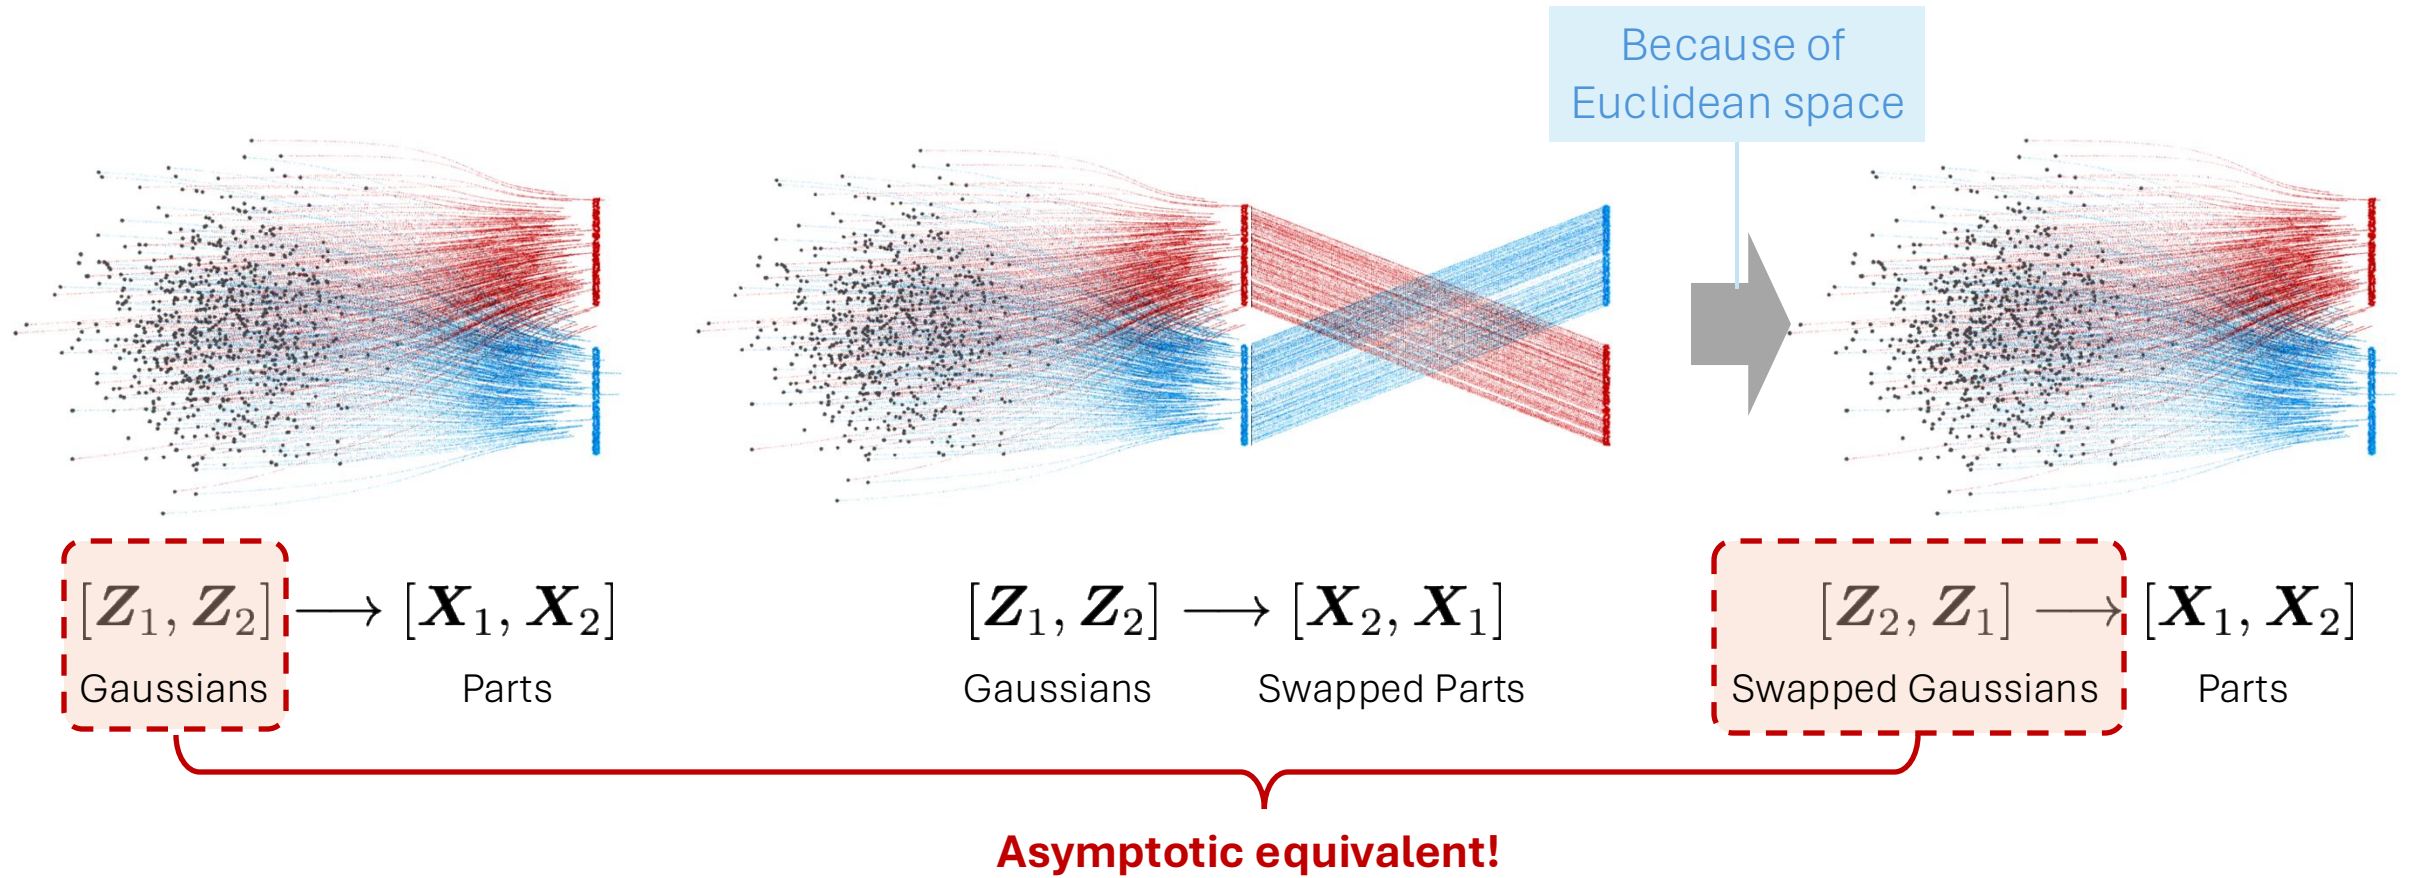 Because of
Euclidean space
[Z₁, Z₂] ⟶ [X₁, X₂]
Gaussians Parts
[Z₁, Z₂] ⟶ [X₂, X₁]
Gaussians Swapped Parts
[Z₂, Z₁] ⟶ [X₁, X₂]
Swapped Gaussians Parts
Asymptotic equivalent!